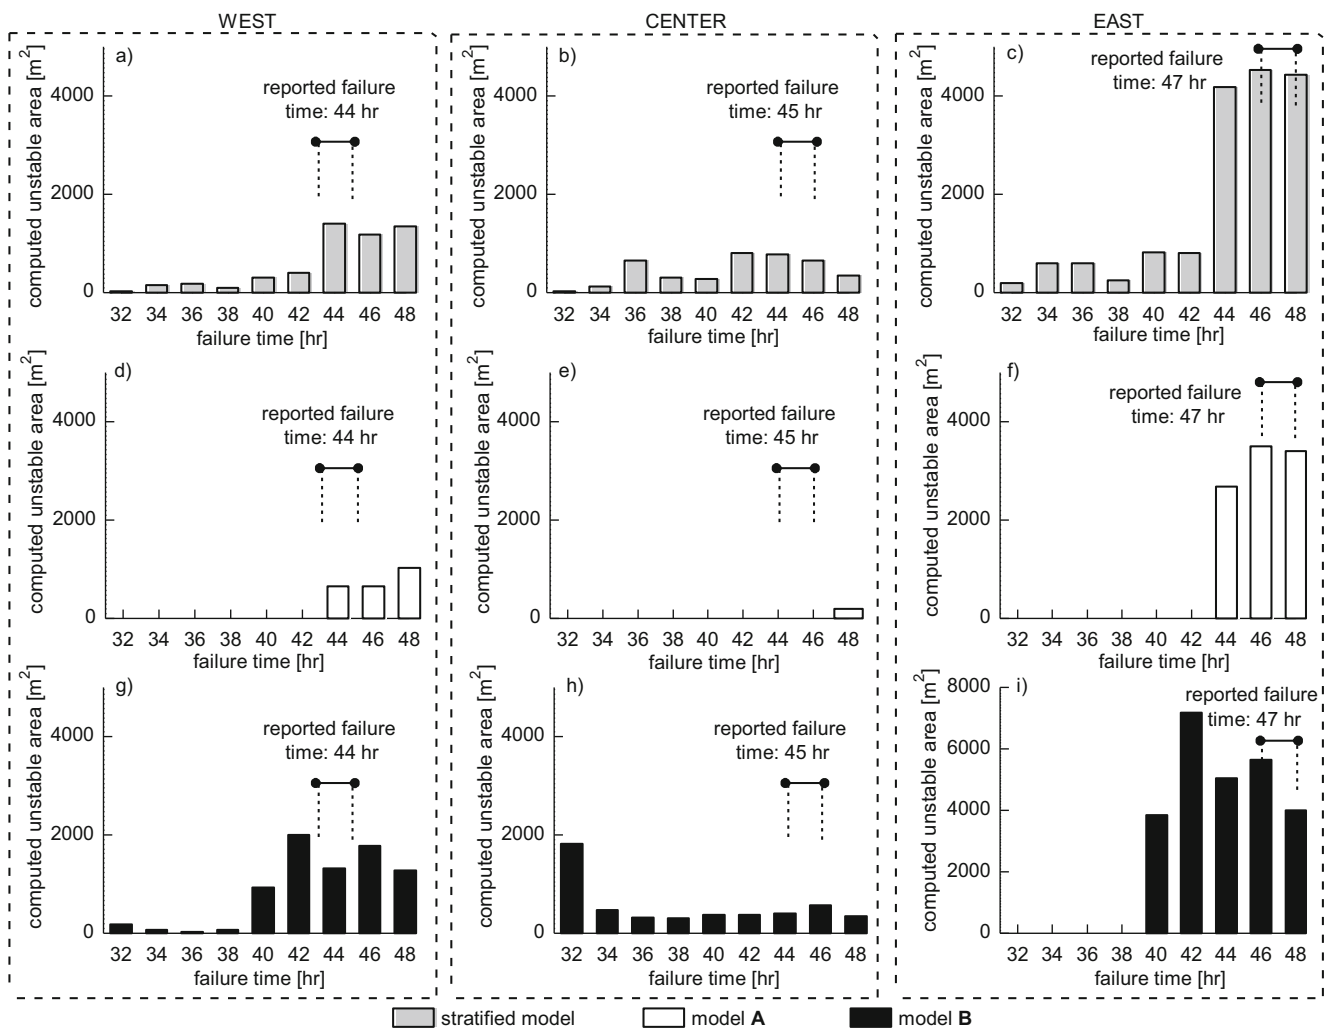 WEST
CENTER
EAST
a)
reported failure
time: 44 hr
computed unstable area [m²]
4000
2000
0
32 34 36 38 40 42 44 46 48
failure time [hr]
b)
reported failure
time: 45 hr
computed unstable area [m²]
4000
2000
0
32 34 36 38 40 42 44 46 48
failure time [hr]
c)
reported failure
time: 47 hr
computed unstable area [m²]
4000
2000
0
32 34 36 38 40 42 44 46 48
failure time [hr]
d)
reported failure
time: 44 hr
computed unstable area [m²]
4000
2000
0
32 34 36 38 40 42 44 46 48
failure time [hr]
e)
reported failure
time: 45 hr
computed unstable area [m²]
4000
2000
0
32 34 36 38 40 42 44 46 48
failure time [hr]
f)
reported failure
time: 47 hr
computed unstable area [m²]
4000
2000
0
32 34 36 38 40 42 44 46 48
failure time [hr]
g)
reported failure
time: 44 hr
computed unstable area [m²]
4000
2000
0
32 34 36 38 40 42 44 46 48
failure time [hr]
h)
reported failure
time: 45 hr
computed unstable area [m²]
4000
2000
0
32 34 36 38 40 42 44 46 48
failure time [hr]
i)
reported failure
time: 47 hr
computed unstable area [m²]
8000
6000
4000
2000
0
32 34 36 38 40 42 44 46 48
failure time [hr]
stratified model
model A
model B